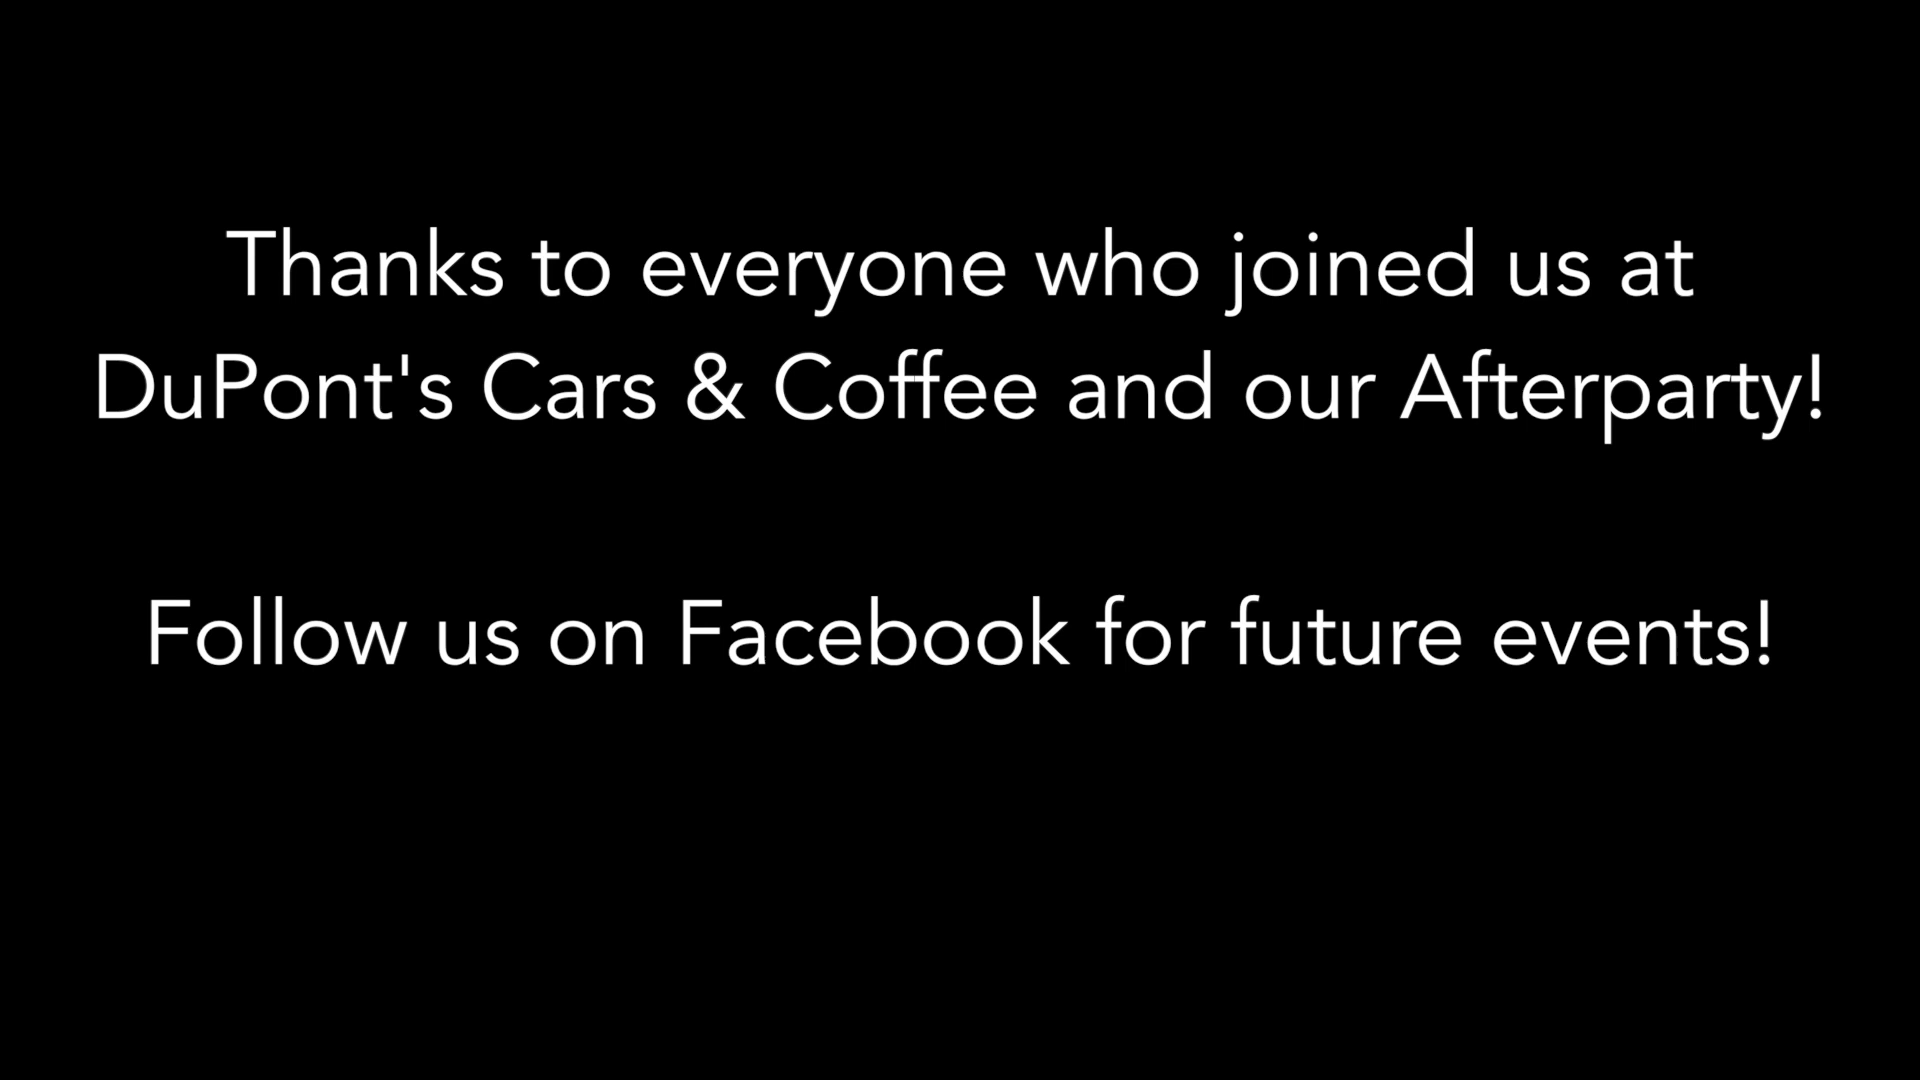 Thanks to everyone who joined us at
DuPont's Cars & Coffee and our Afterparty!
Follow us on Facebook for future events!